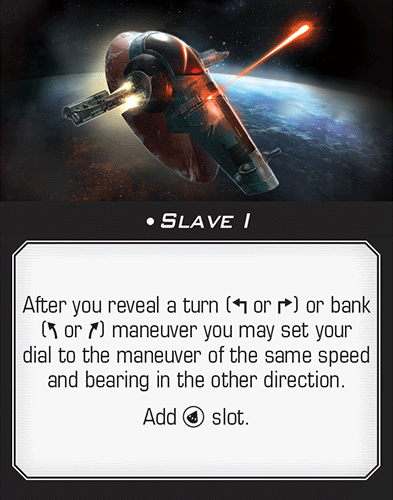 • Slave I
After you reveal a turn (↰ or ↱) or bank
(↖ or ↗) maneuver you may set your
dial to the maneuver of the same speed
and bearing in the other direction.
Add slot.